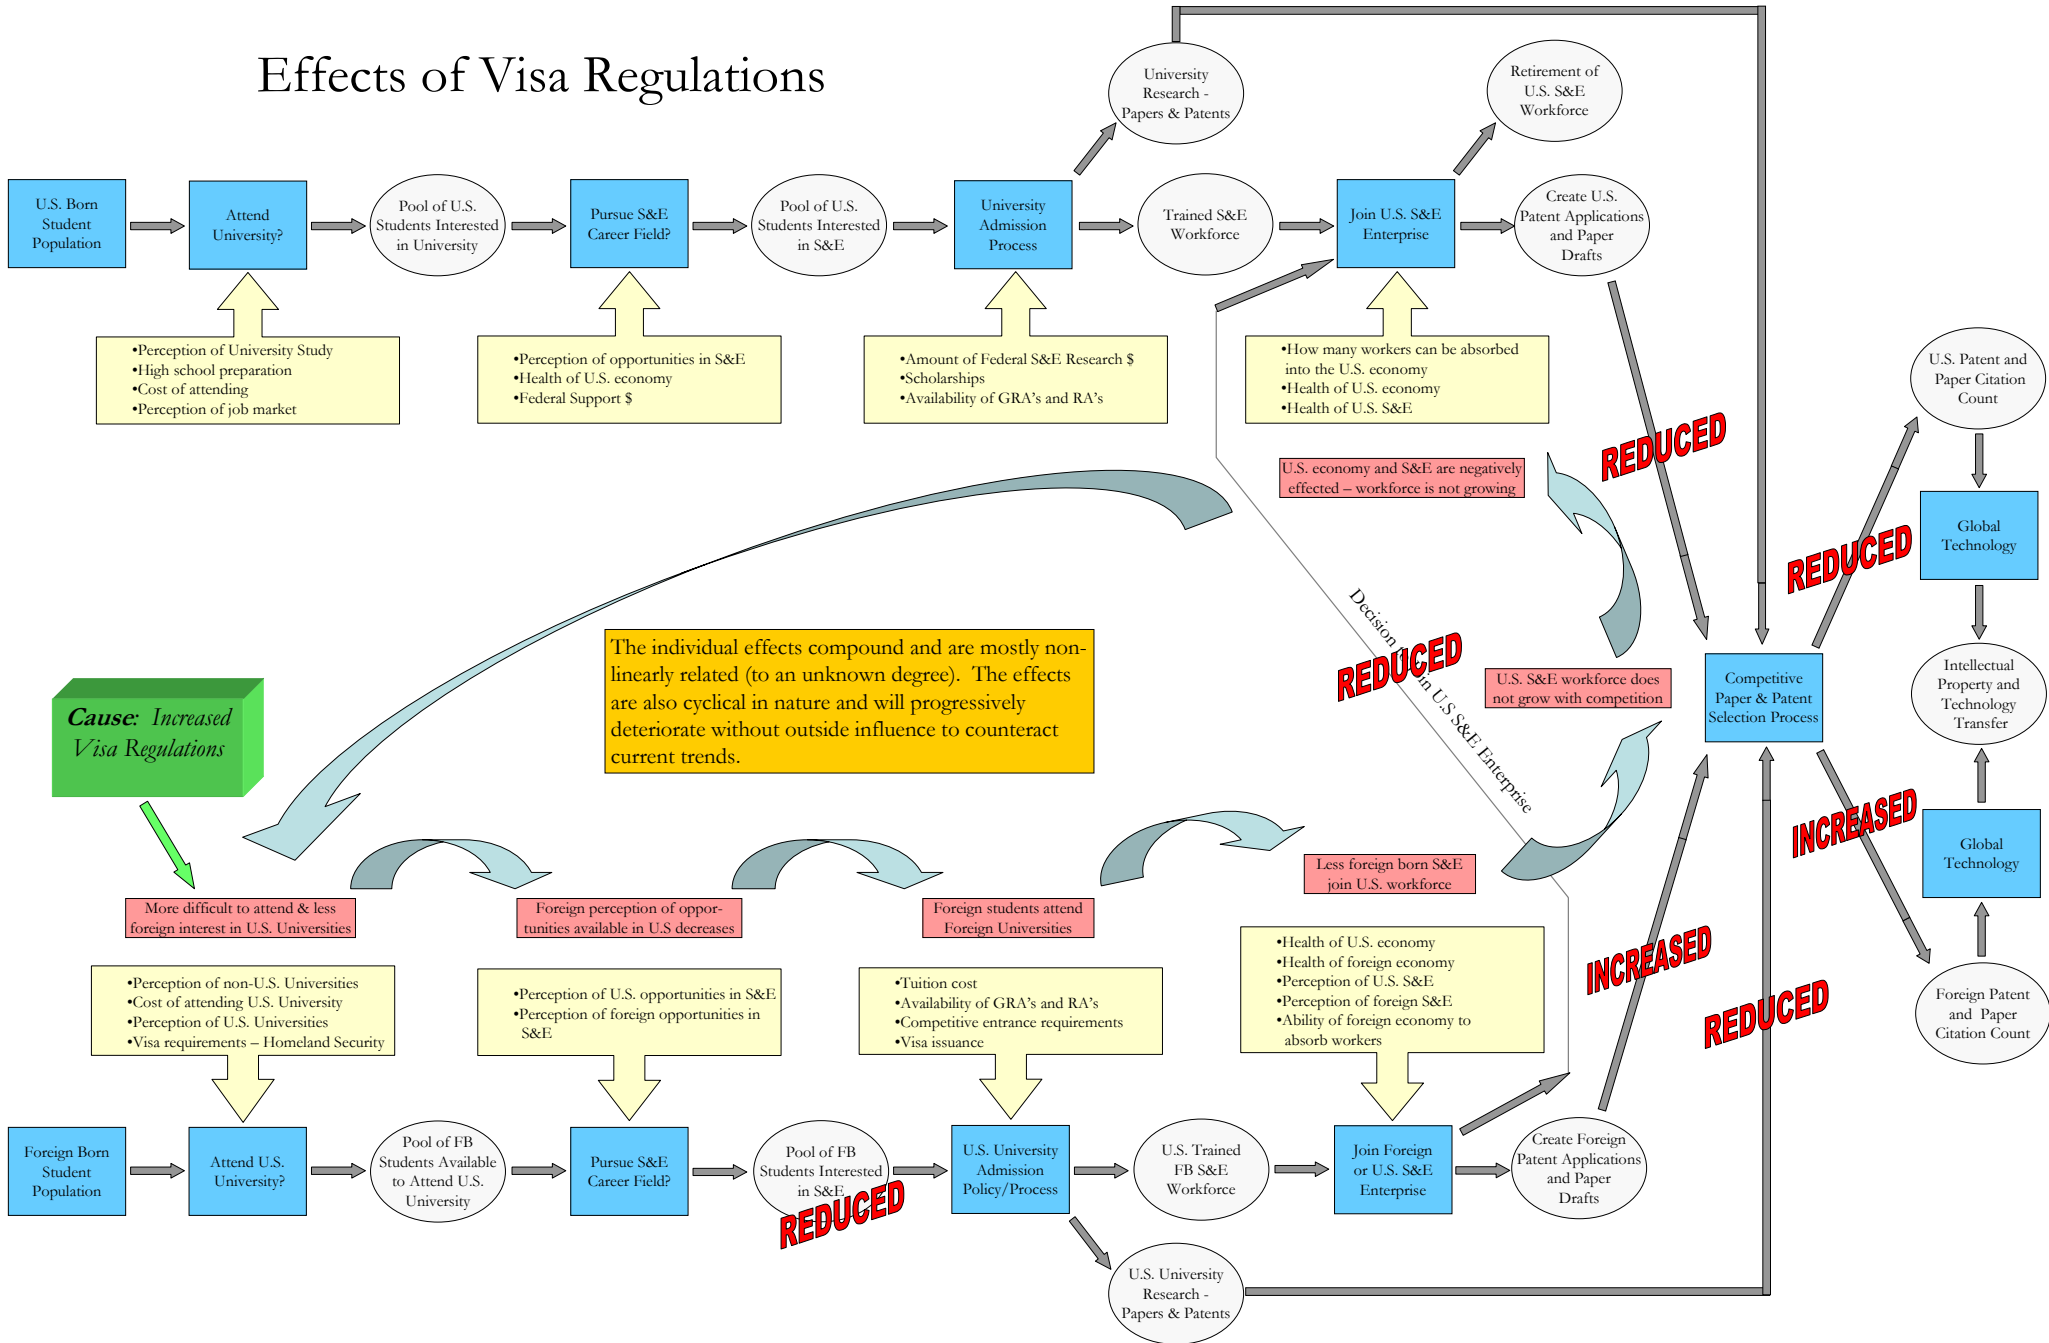 Effects of Visa Regulations
University
Research -
Papers & Patents
Retirement of
U.S. S&E
Workforce
U.S. Born
Student
Population
Attend
University?
Pool of U.S.
Students Interested
in University
Pursue S&E
Career Field?
Pool of U.S.
Students Interested
in S&E
University
Admission
Process
Trained S&E
Workforce
Join U.S. S&E
Enterprise
Create U.S.
Patent Applications
and Paper
Drafts
•Perception of University Study
•High school preparation
•Cost of attending
•Perception of job market
•Perception of opportunities in S&E
•Health of U.S. economy
•Federal Support $
•Amount of Federal S&E Research $
•Scholarships
•Availability of GRA's and RA's
•How many workers can be absorbed
into the U.S. economy
•Health of U.S. economy
•Health of U.S. S&E
U.S. Patent and
Paper Citation
Count
REDUCED
U.S. economy and S&E are negatively
effected – workforce is not growing
Global
Technology
REDUCED
Decision in U.S S&E Enterprise
REDUCED
The individual effects compound and are mostly non-
linearly related (to an unknown degree). The effects
are also cyclical in nature and will progressively
deteriorate without outside influence to counteract
current trends.
U.S. S&E workforce does
not grow with competition
Competitive
Paper & Patent
Selection Process
Intellectual
Property and
Technology
Transfer
Cause: Increased
Visa Regulations
INCREASED
Global
Technology
Less foreign born S&E
join U.S. workforce
More difficult to attend & less
foreign interest in U.S. Universities
Foreign perception of oppor-
tunities available in U.S decreases
Foreign students attend
Foreign Universities
INCREASED
REDUCED
Foreign Patent
and Paper
Citation Count
•Perception of non-U.S. Universities
•Cost of attending U.S. University
•Perception of U.S. Universities
•Visa requirements – Homeland Security
•Perception of U.S. opportunities in S&E
•Perception of foreign opportunities in
S&E
•Tuition cost
•Availability of GRA's and RA's
•Competitive entrance requirements
•Visa issuance
•Health of U.S. economy
•Health of foreign economy
•Perception of U.S. S&E
•Perception of foreign S&E
•Ability of foreign economy to
absorb workers
Foreign Born
Student
Population
Attend U.S.
University?
Pool of FB
Students Available
to Attend U.S.
University
Pursue S&E
Career Field?
Pool of FB
Students Interested
in S&E
REDUCED
U.S. University
Admission
Policy/Process
U.S. Trained
FB S&E
Workforce
Join Foreign
or U.S. S&E
Enterprise
Create Foreign
Patent Applications
and Paper
Drafts
U.S. University
Research -
Papers & Patents